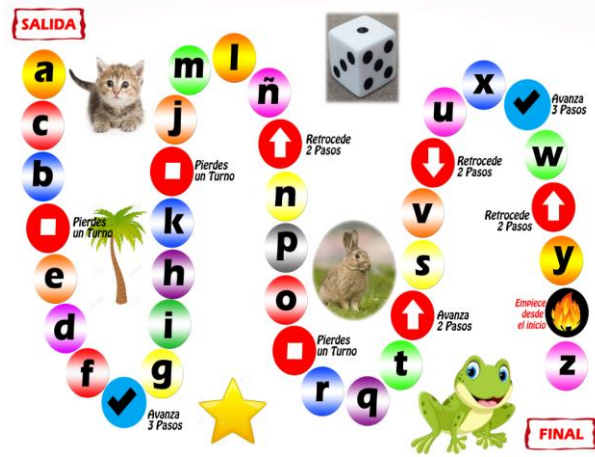 SALIDA
a
c
b
Pierdes
un Turno
e
d
f
Avanza
3 Pasos
g
i
h
k
Pierdes
un Turno
j
m
l
ñ
Retrocede
2 Pasos
n
p
o
Pierdes
un Turno
r
q
t
Avanza
2 Pasos
s
v
Retrocede
2 Pasos
u
x
Avanza
3 Pasos
w
Retrocede
2 Pasos
y
Empiece
desde
el inicio
z
FINAL